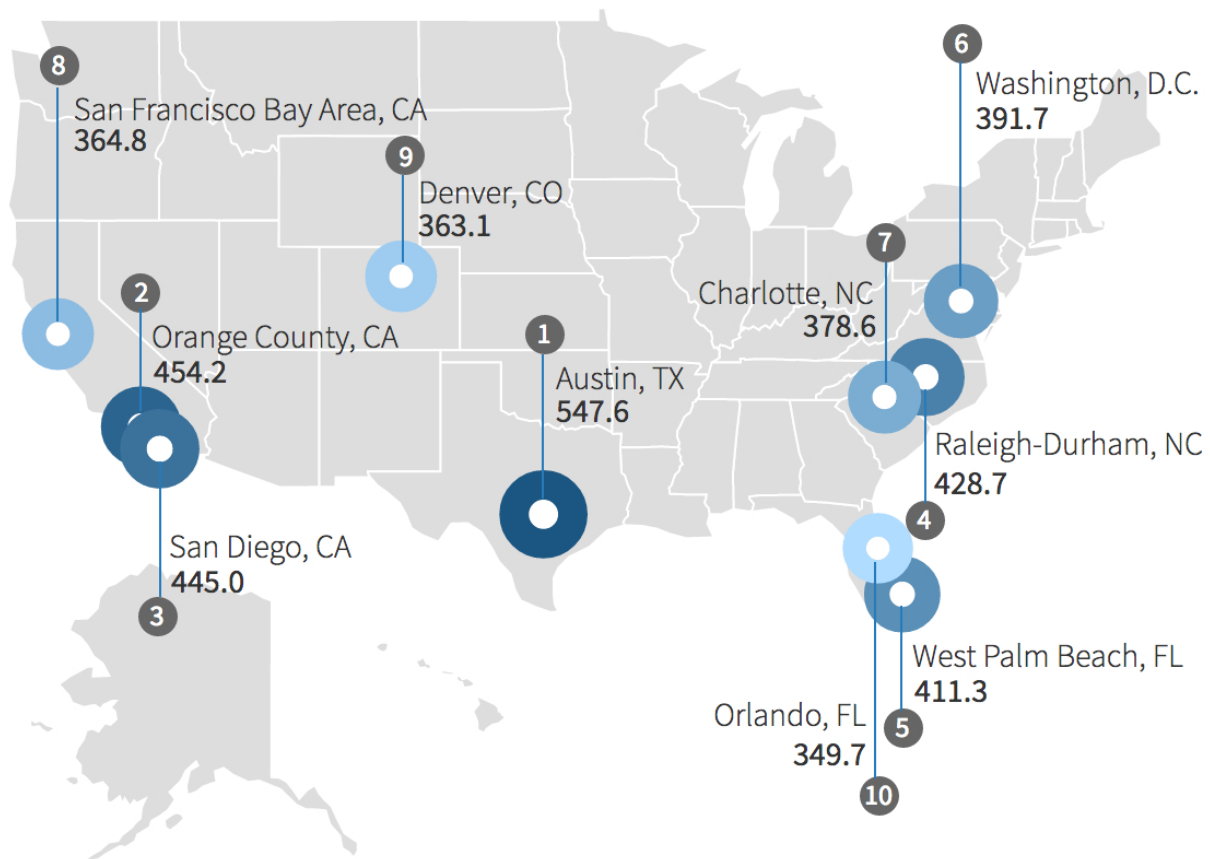 8
San Francisco Bay Area, CA
364.8
6
Washington, D.C.
391.7
9
Denver, CO
363.1
7
Charlotte, NC
378.6
2
Orange County, CA
454.2
1
Austin, TX
547.6
Raleigh-Durham, NC
428.7
4
San Diego, CA
445.0
3
West Palm Beach, FL
411.3
5
Orlando, FL
349.7
10